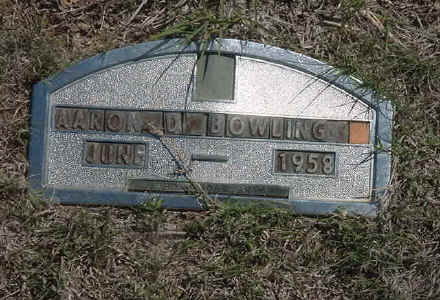 AARON D BOWLING
JUNE — 1958